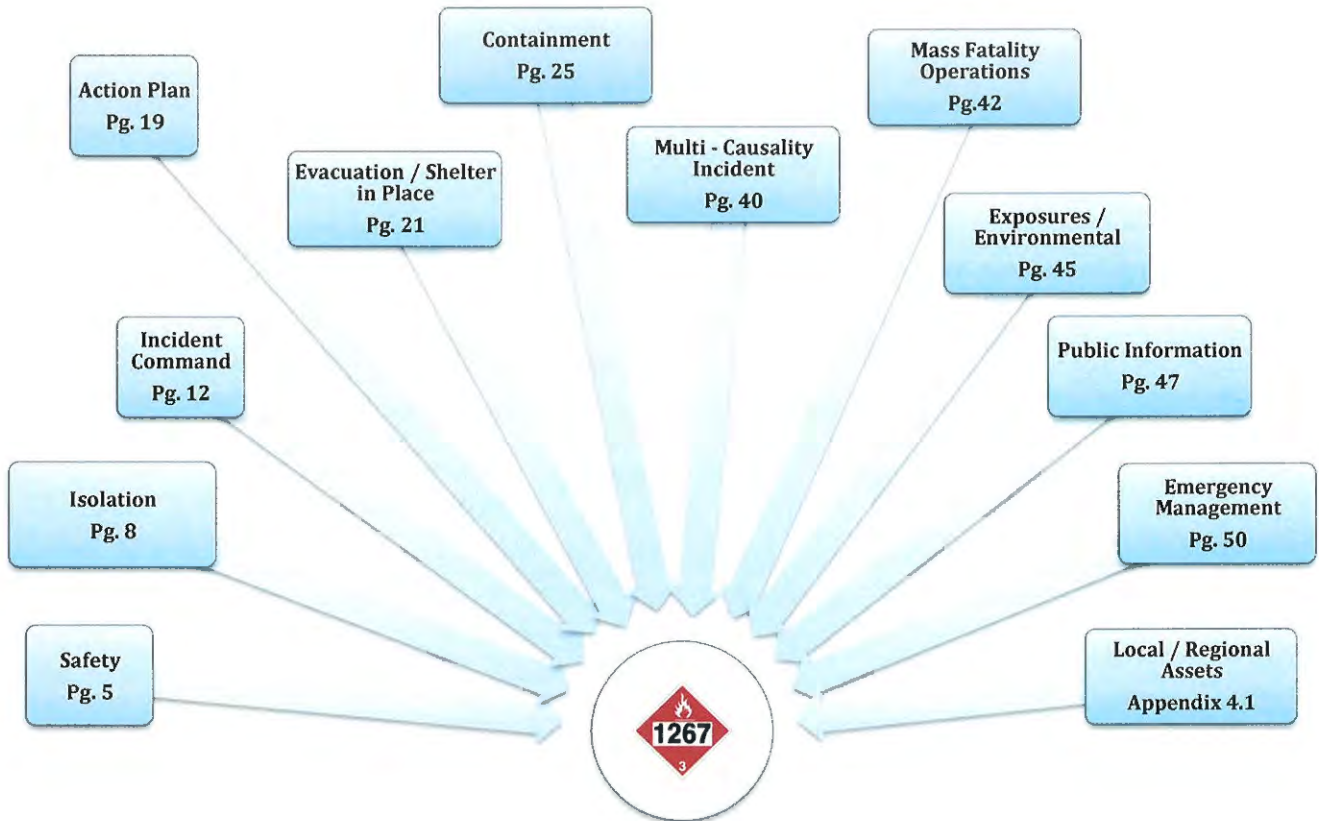 Containment
Pg. 25
Mass Fatality
Operations
Pg.42
Action Plan
Pg. 19
Multi - Causality
Incident
Pg. 40
Evacuation / Shelter
in Place
Pg. 21
Exposures /
Environmental
Pg. 45
Incident
Command
Pg. 12
Public Information
Pg. 47
Isolation
Pg. 8
Emergency
Management
Pg. 50
Safety
Pg. 5
Local / Regional
Assets
Appendix 4.1
1267
3